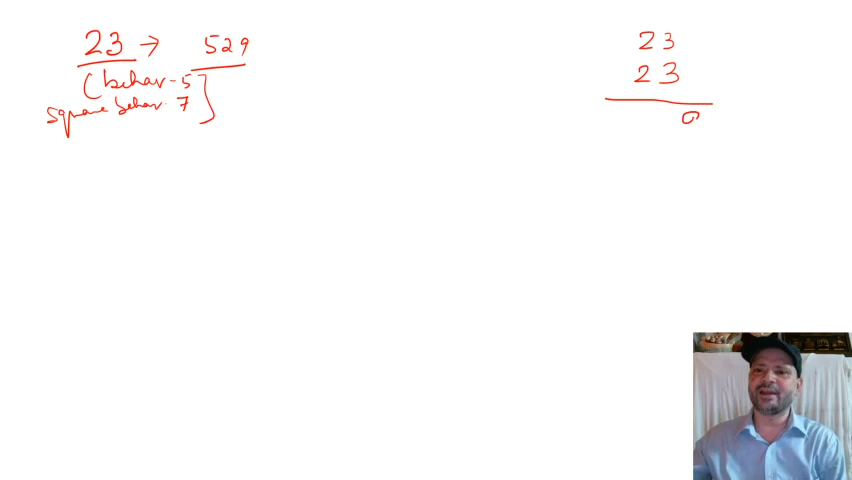 23 → 529
(behav - 5
square behav. 7
23
23
0